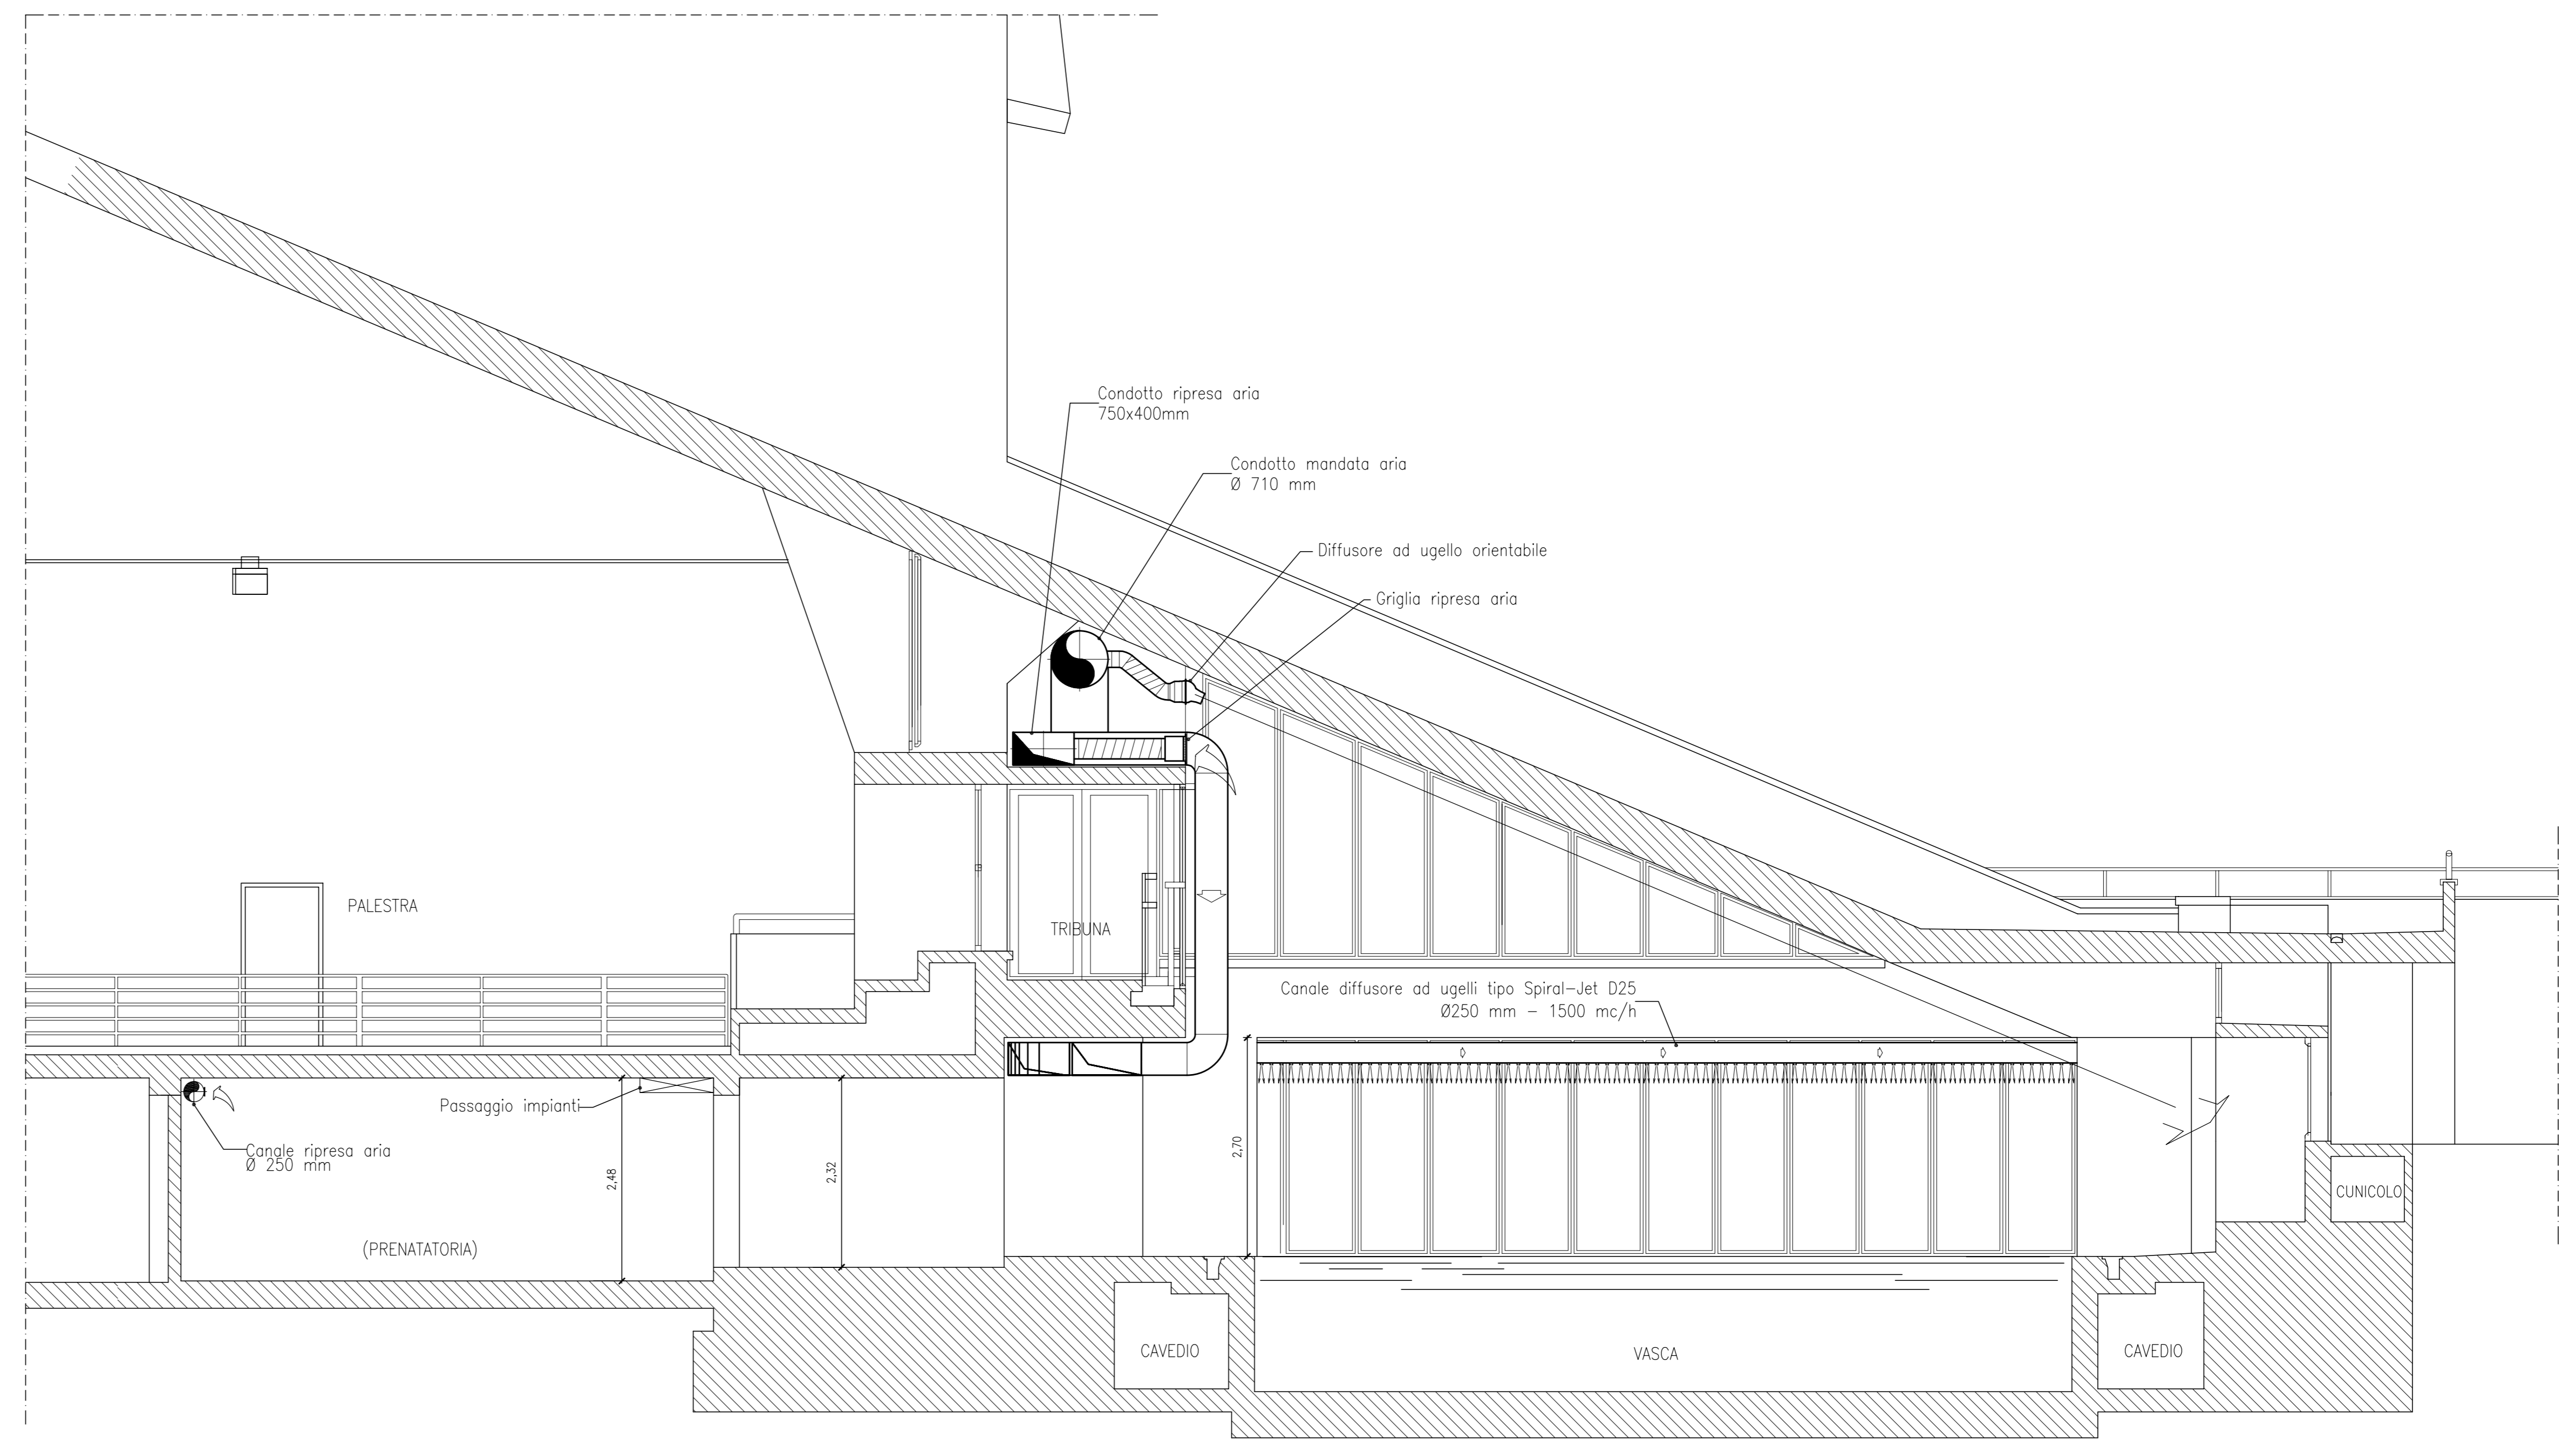 Condotto ripresa aria
750x400mm
Condotto mandata aria
Ø 710 mm
Diffusore ad ugello orientabile
Griglia ripresa aria
PALESTRA
TRIBUNA
Canale diffusore ad ugelli tipo Spiral-Jet D25
Ø250 mm - 1500 mc/h
Passaggio impianti
Canale ripresa aria
Ø 250 mm
2,48
2,32
2,70
CUNICOLO
(PRENATATORIA)
CAVEDIO
VASCA
CAVEDIO